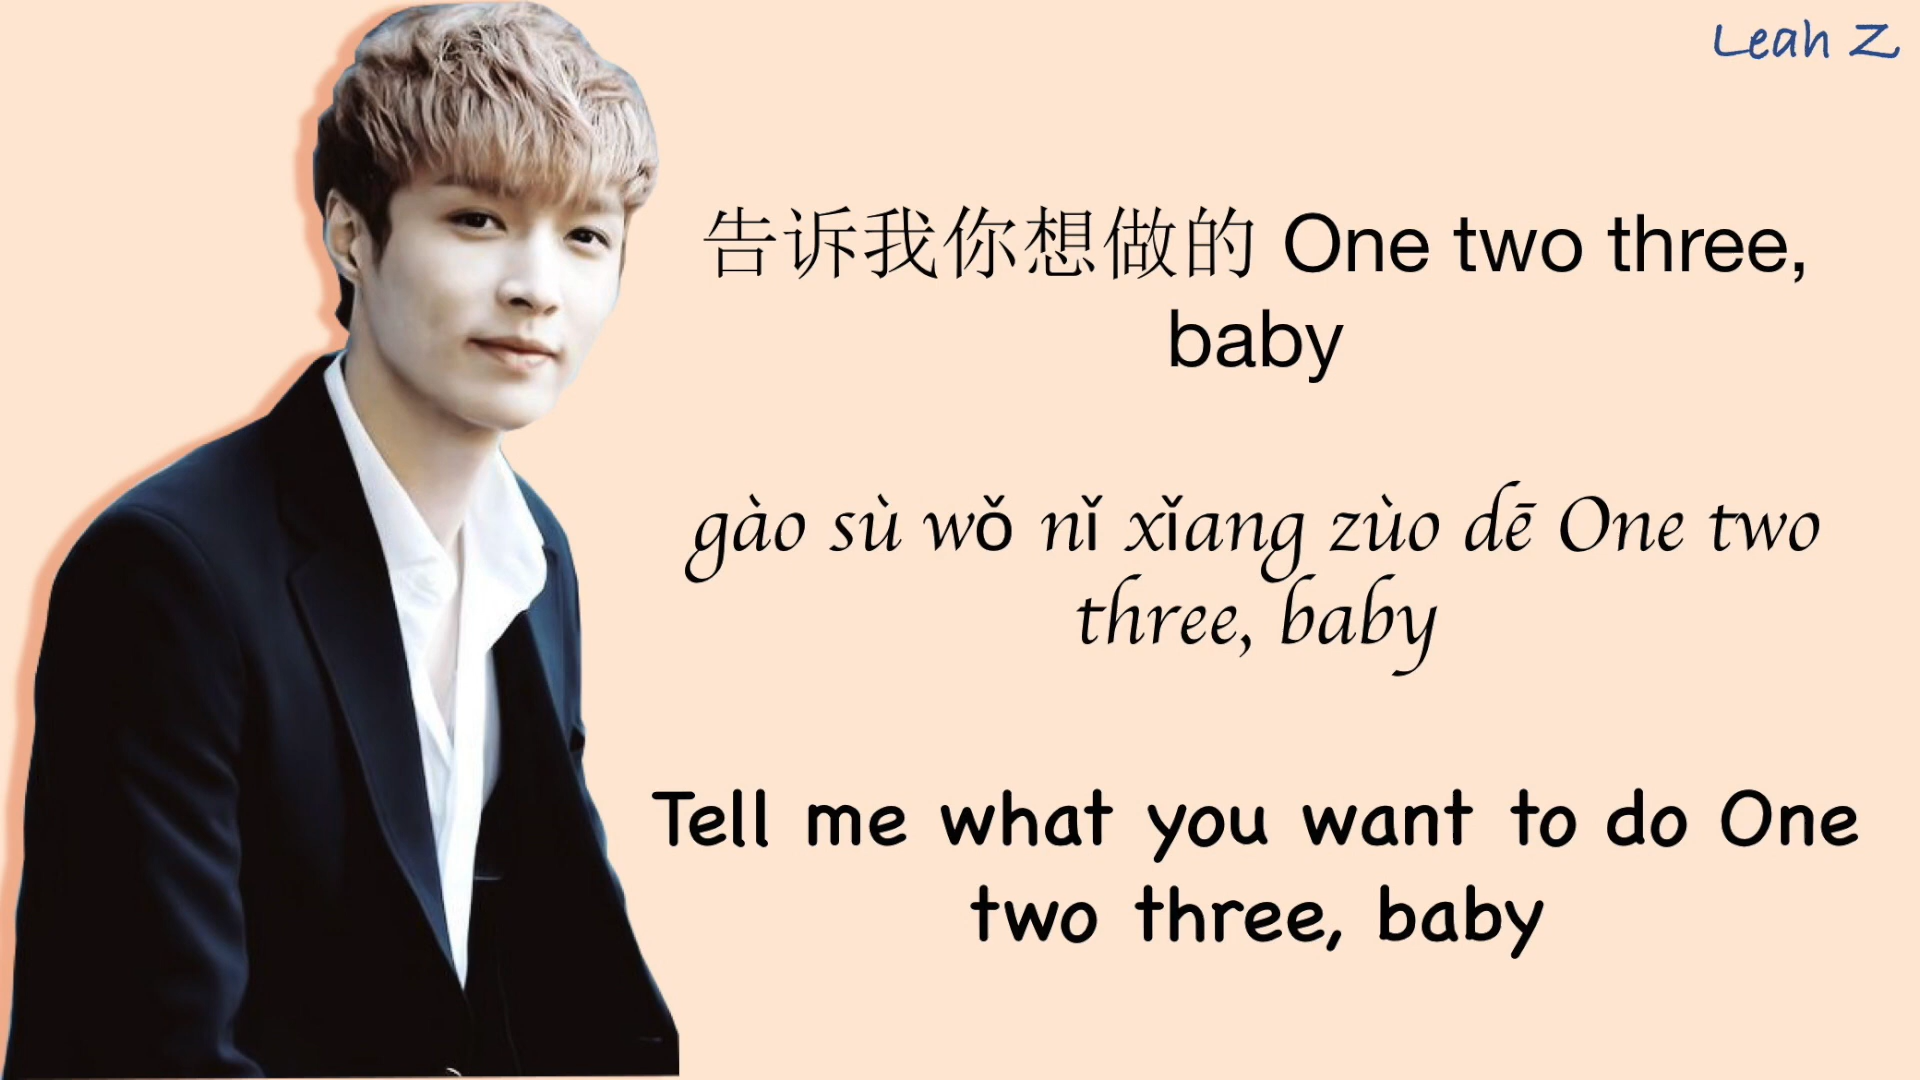 Leah Z
告诉我你想做的 One two three,
baby
gào sù wǒ nǐ xǐang zùo dē One two
three, baby
Tell me what you want to do One
two three, baby